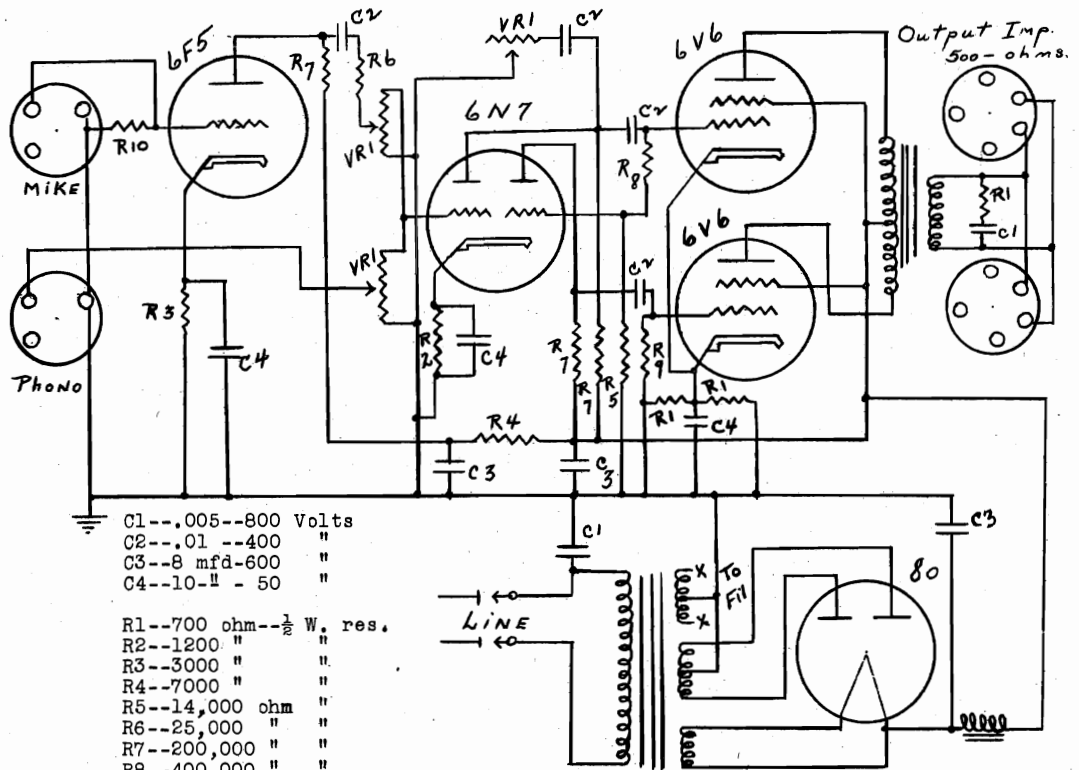 6F5
C2
R7
R6
VR1
C2
6V6
Output Imp.
500-ohms.
R10
MIKE
VR1
6N7
C2
R8
R1
C1
VR1
6V6
C2
PHONO
R3
C4
R2
C4
R7
R7
R5
R9
R1
R1
C4
R4
C3
C3
C1--.005--800 Volts
C2--.01 --400 "
C3--8 mfd-600 "
C4--10-" - 50 "
R1--700 ohm--½ W. res.
R2--1200 " "
R3--3000 " "
R4--7000 " "
R5--14,000 ohm "
R6--25,000 " "
R7--200,000 " "
R8--400,000 " "
C1
LINE
X
X
To
Fil
80
C3